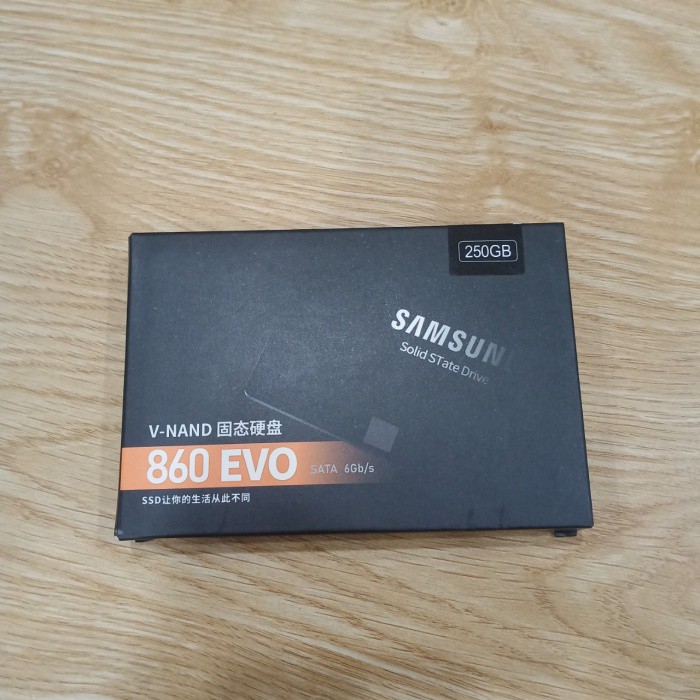 250GB
SAMSUN
Solid STate Drive
V-NAND 固态硬盘
860 EVO SATA 6Gb/s
SSD让你的生活从此不同